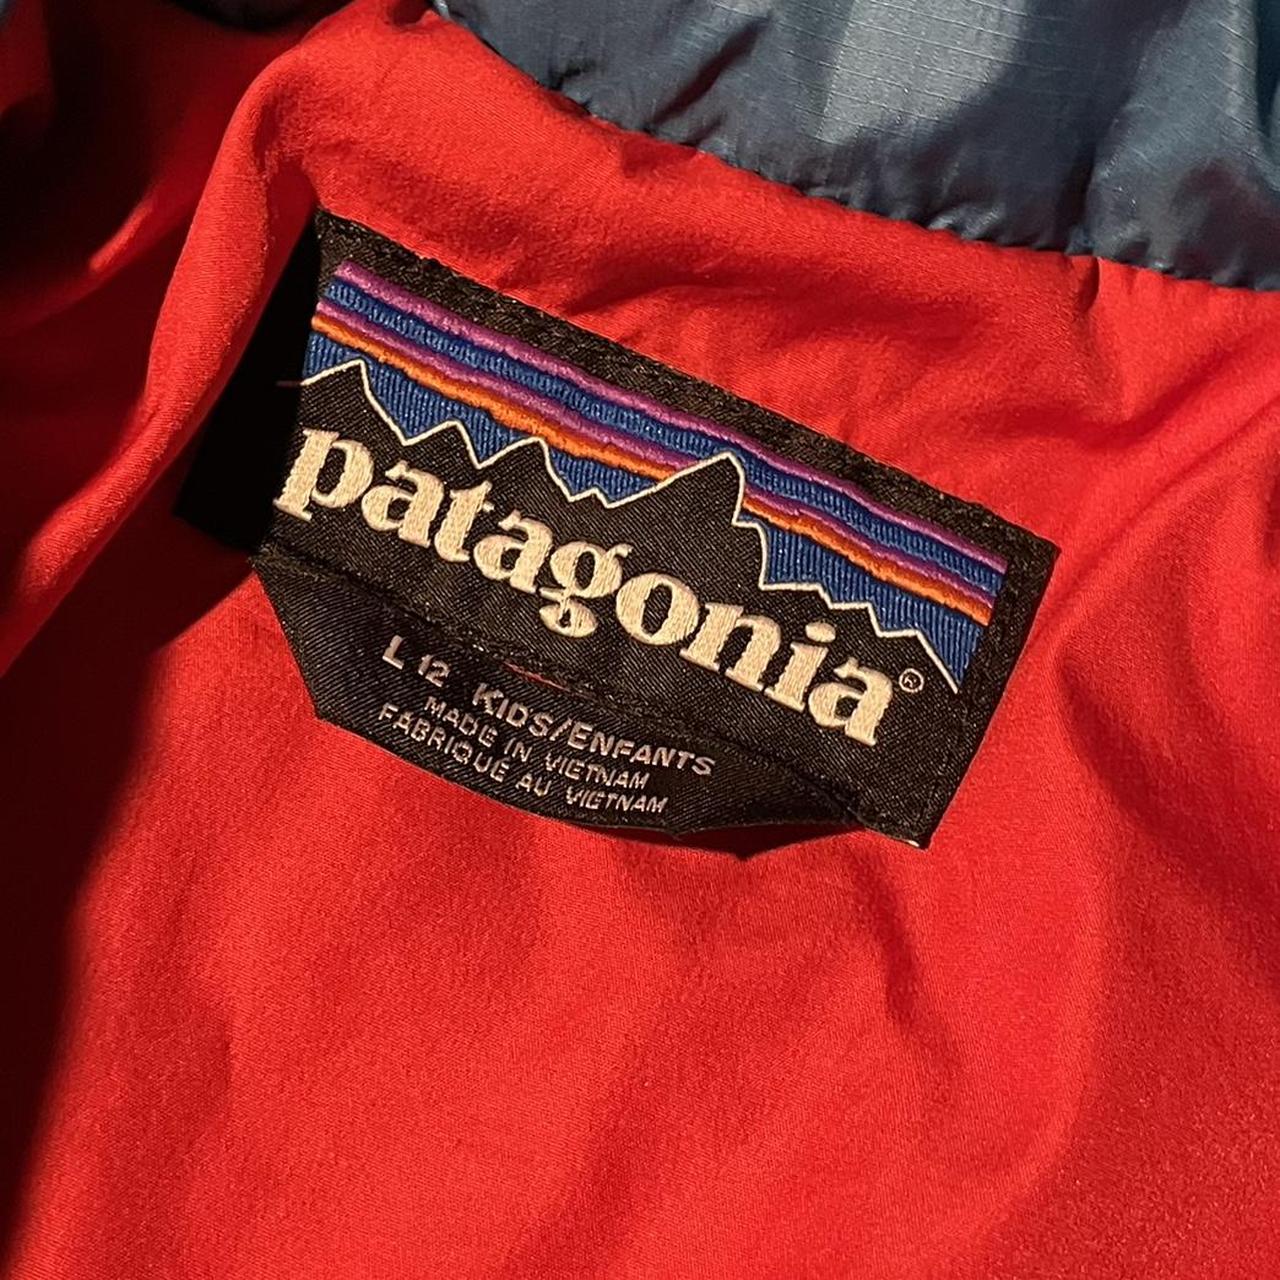 patagonia®
L 12 KIDS/ENFANTS
MADE IN VIETNAM
FABRIQUÉ AU VIETNAM